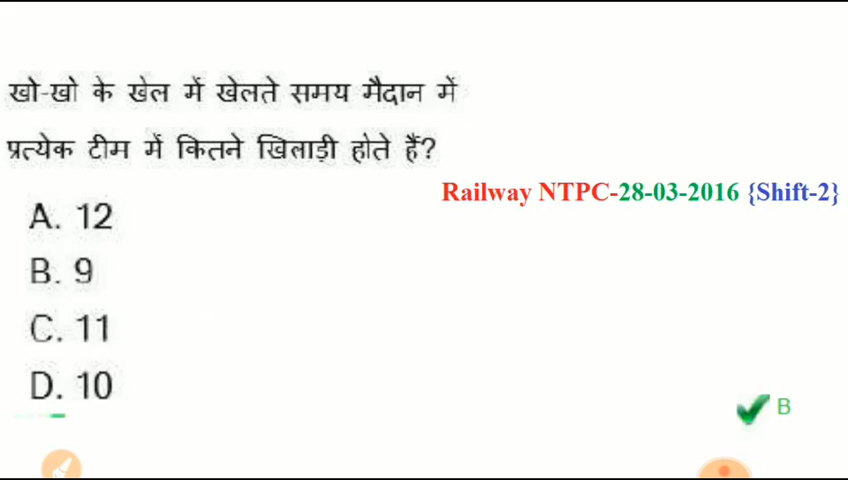 खो-खो के खेल में खेलते समय मैदान में
प्रत्येक टीम में कितने खिलाड़ी होते हैं?
Railway NTPC-28-03-2016 {Shift-2}
A. 12
B. 9
C. 11
D. 10
B